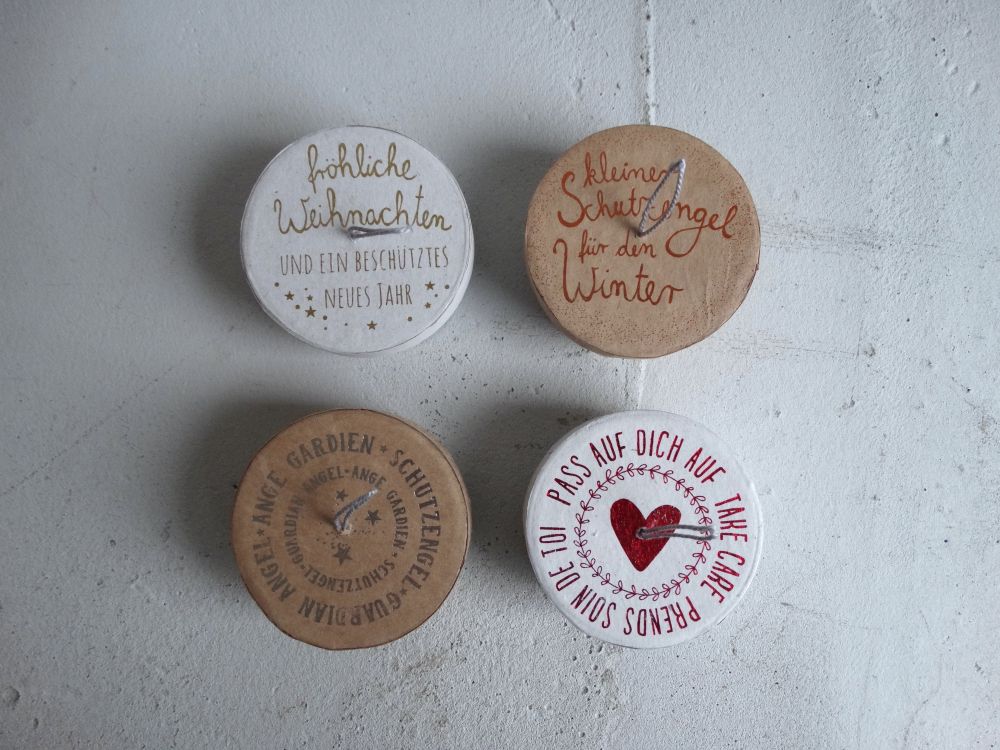 fröhliche
Weihnachten
UND EIN BESCHÜTZTES
NEUES JAHR
kleiner
Schutzengel
für den
Winter
ANGE GARDIEN ★ SCHUTZENGEL ★ GUARDIAN ANGEL ★
ANGE GARDIEN ★ SCHUTZENGEL ★ GUARDIAN ANGEL ★
PASS AUF DICH AUF TAKE CARE PRENDS SOIN DE TOI